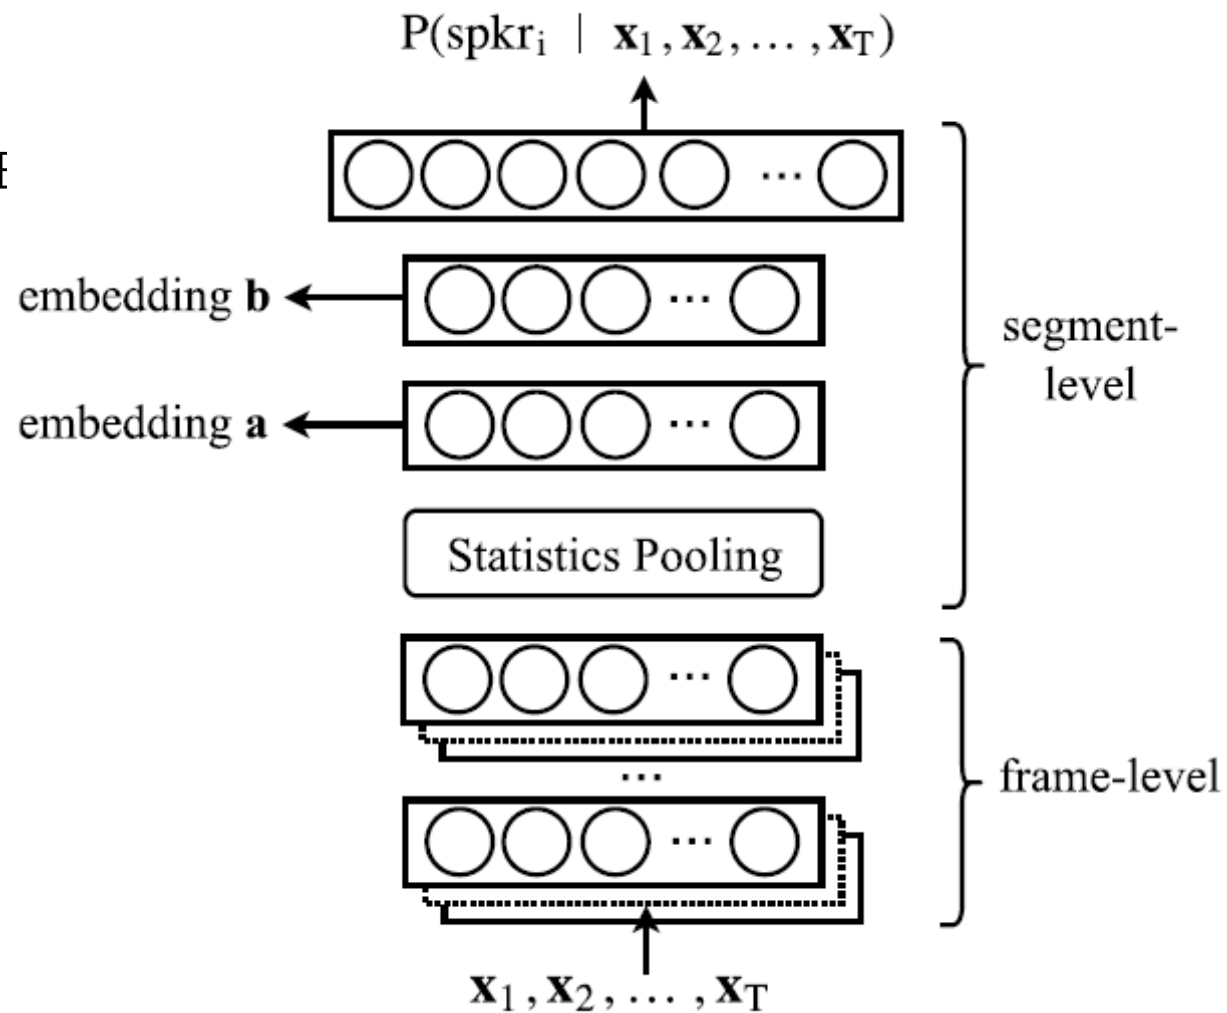 P(spkr_i | x_1, x_2, ... , x_T)
embedding b
segment-
level
embedding a
Statistics Pooling
...
frame-level
x_1, x_2, ... , x_T